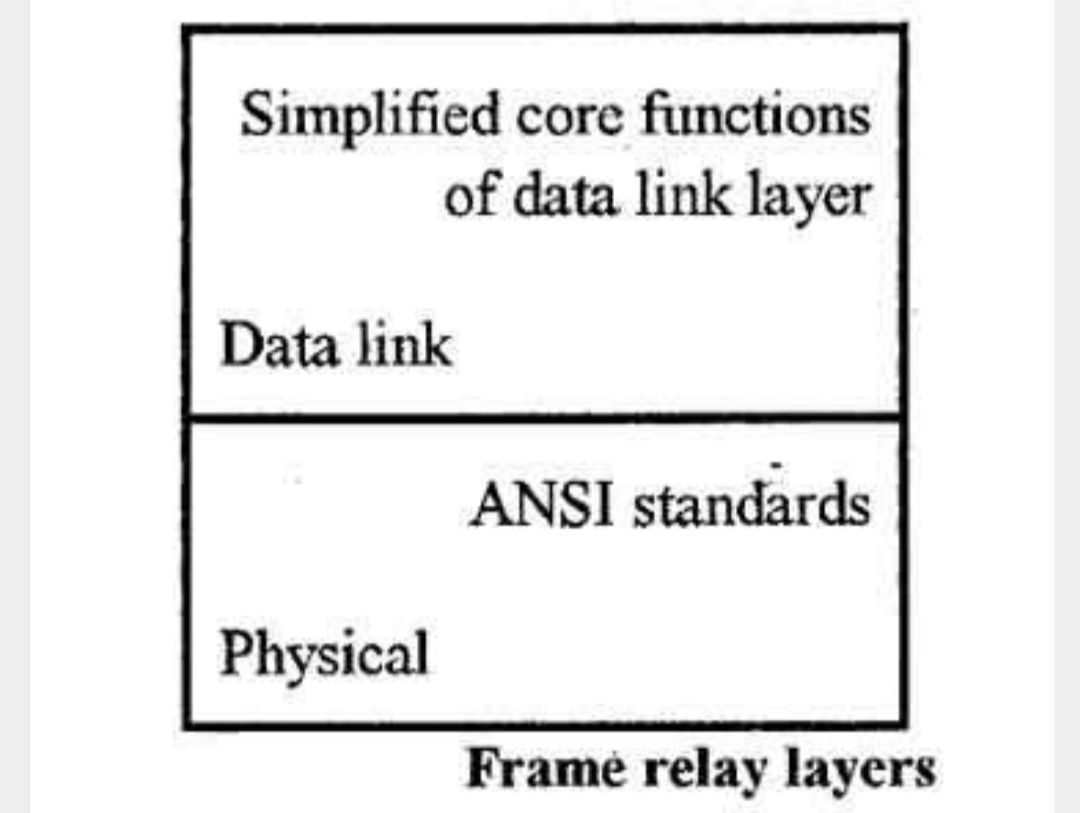 Simplified core functions
of data link layer
Data link
ANSI standards
Physical
Frame relay layers